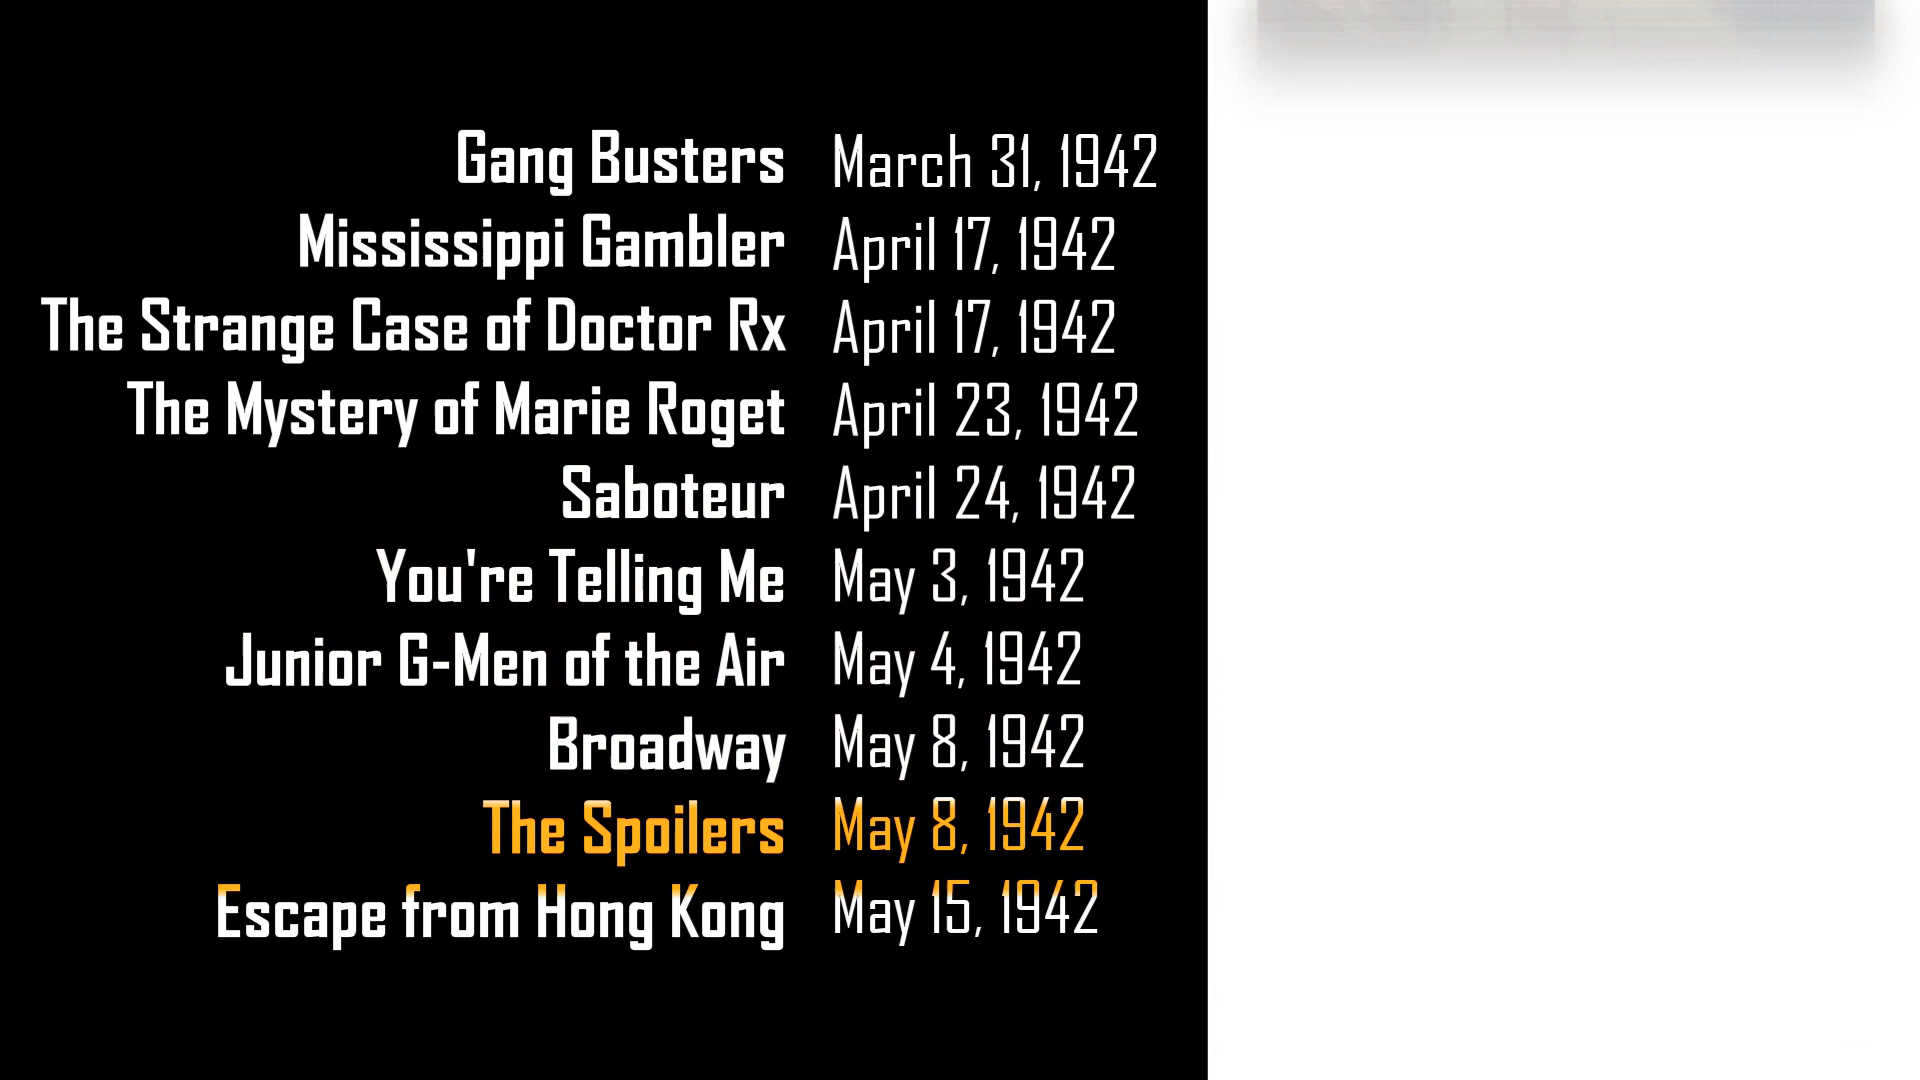 Gang Busters March 31, 1942
Mississippi Gambler April 17, 1942
The Strange Case of Doctor Rx April 17, 1942
The Mystery of Marie Roget April 23, 1942
Saboteur April 24, 1942
You're Telling Me May 3, 1942
Junior G-Men of the Air May 4, 1942
Broadway May 8, 1942
The Spoilers May 8, 1942
Escape from Hong Kong May 15, 1942